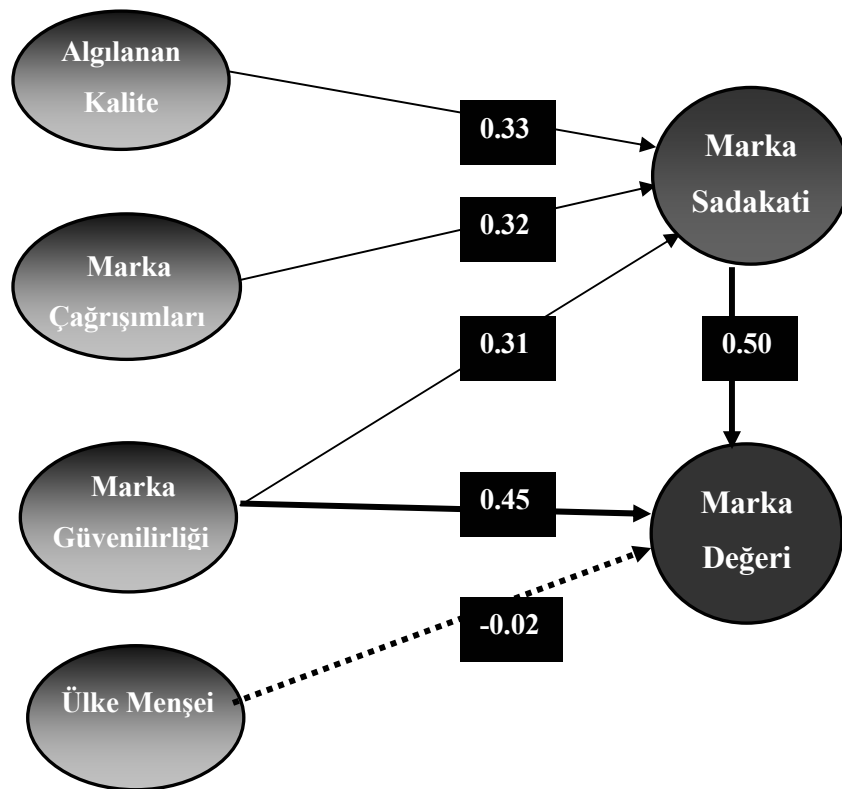 Algılanan
Kalite
0.33
Marka
Sadakati
Marka
Çağrışımları
0.32
0.31
0.50
Marka
Güvenilirliği
0.45
Marka
Değeri
-0.02
Ülke Menşei